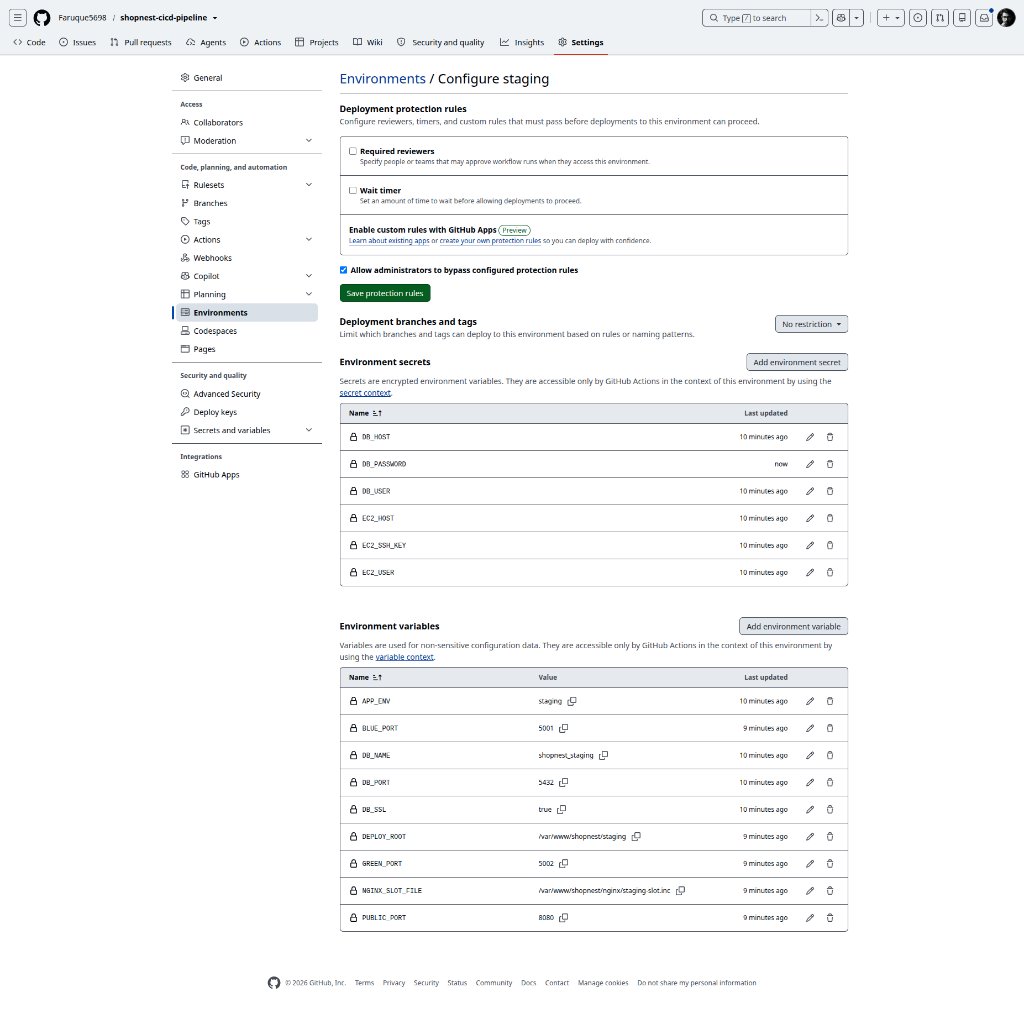 Faruque5698 / shopnest-cicd-pipeline
Type / to search
Code
Issues
Pull requests
Agents
Actions
Projects
Wiki
Security and quality
Insights
Settings
General
Access
Collaborators
Moderation
Code, planning, and automation
Rulesets
Branches
Tags
Actions
Webhooks
Copilot
Planning
Environments
Codespaces
Pages
Security and quality
Advanced Security
Deploy keys
Secrets and variables
Integrations
GitHub Apps
Environments / Configure staging
Deployment protection rules
Configure reviewers, timers, and custom rules that must pass before deployments to this environment can proceed.
Required reviewers
Specify people or teams that may approve workflow runs when they access this environment.
Wait timer
Set an amount of time to wait before allowing deployments to proceed.
Enable custom rules with GitHub Apps Preview
Learn about existing apps or create your own protection rules so you can deploy with confidence.
Allow administrators to bypass configured protection rules
Save protection rules
Deployment branches and tags
No restriction
Limit which branches and tags can deploy to this environment based on rules or naming patterns.
Environment secrets
Add environment secret
Secrets are encrypted environment variables. They are accessible only by GitHub Actions in the context of this environment by using the
secret context.
Name Last updated
DB_HOST 10 minutes ago
DB_PASSWORD now
DB_USER 10 minutes ago
EC2_HOST 10 minutes ago
EC2_SSH_KEY 10 minutes ago
EC2_USER 10 minutes ago
Environment variables
Add environment variable
Variables are used for non-sensitive configuration data. They are accessible only by GitHub Actions in the context of this environment by
using the variable context.
Name Value Last updated
APP_ENV staging 10 minutes ago
BLUE_PORT 5001 9 minutes ago
DB_NAME shopnest_staging 10 minutes ago
DB_PORT 5432 10 minutes ago
DB_SSL true 10 minutes ago
DEPLOY_ROOT /var/www/shopnest/staging 9 minutes ago
GREEN_PORT 5002 9 minutes ago
NGINX_SLOT_FILE /var/www/shopnest/nginx/staging-slot.inc 9 minutes ago
PUBLIC_PORT 8080 9 minutes ago
© 2026 GitHub, Inc. Terms Privacy Security Status Community Docs Contact Manage cookies Do not share my personal information